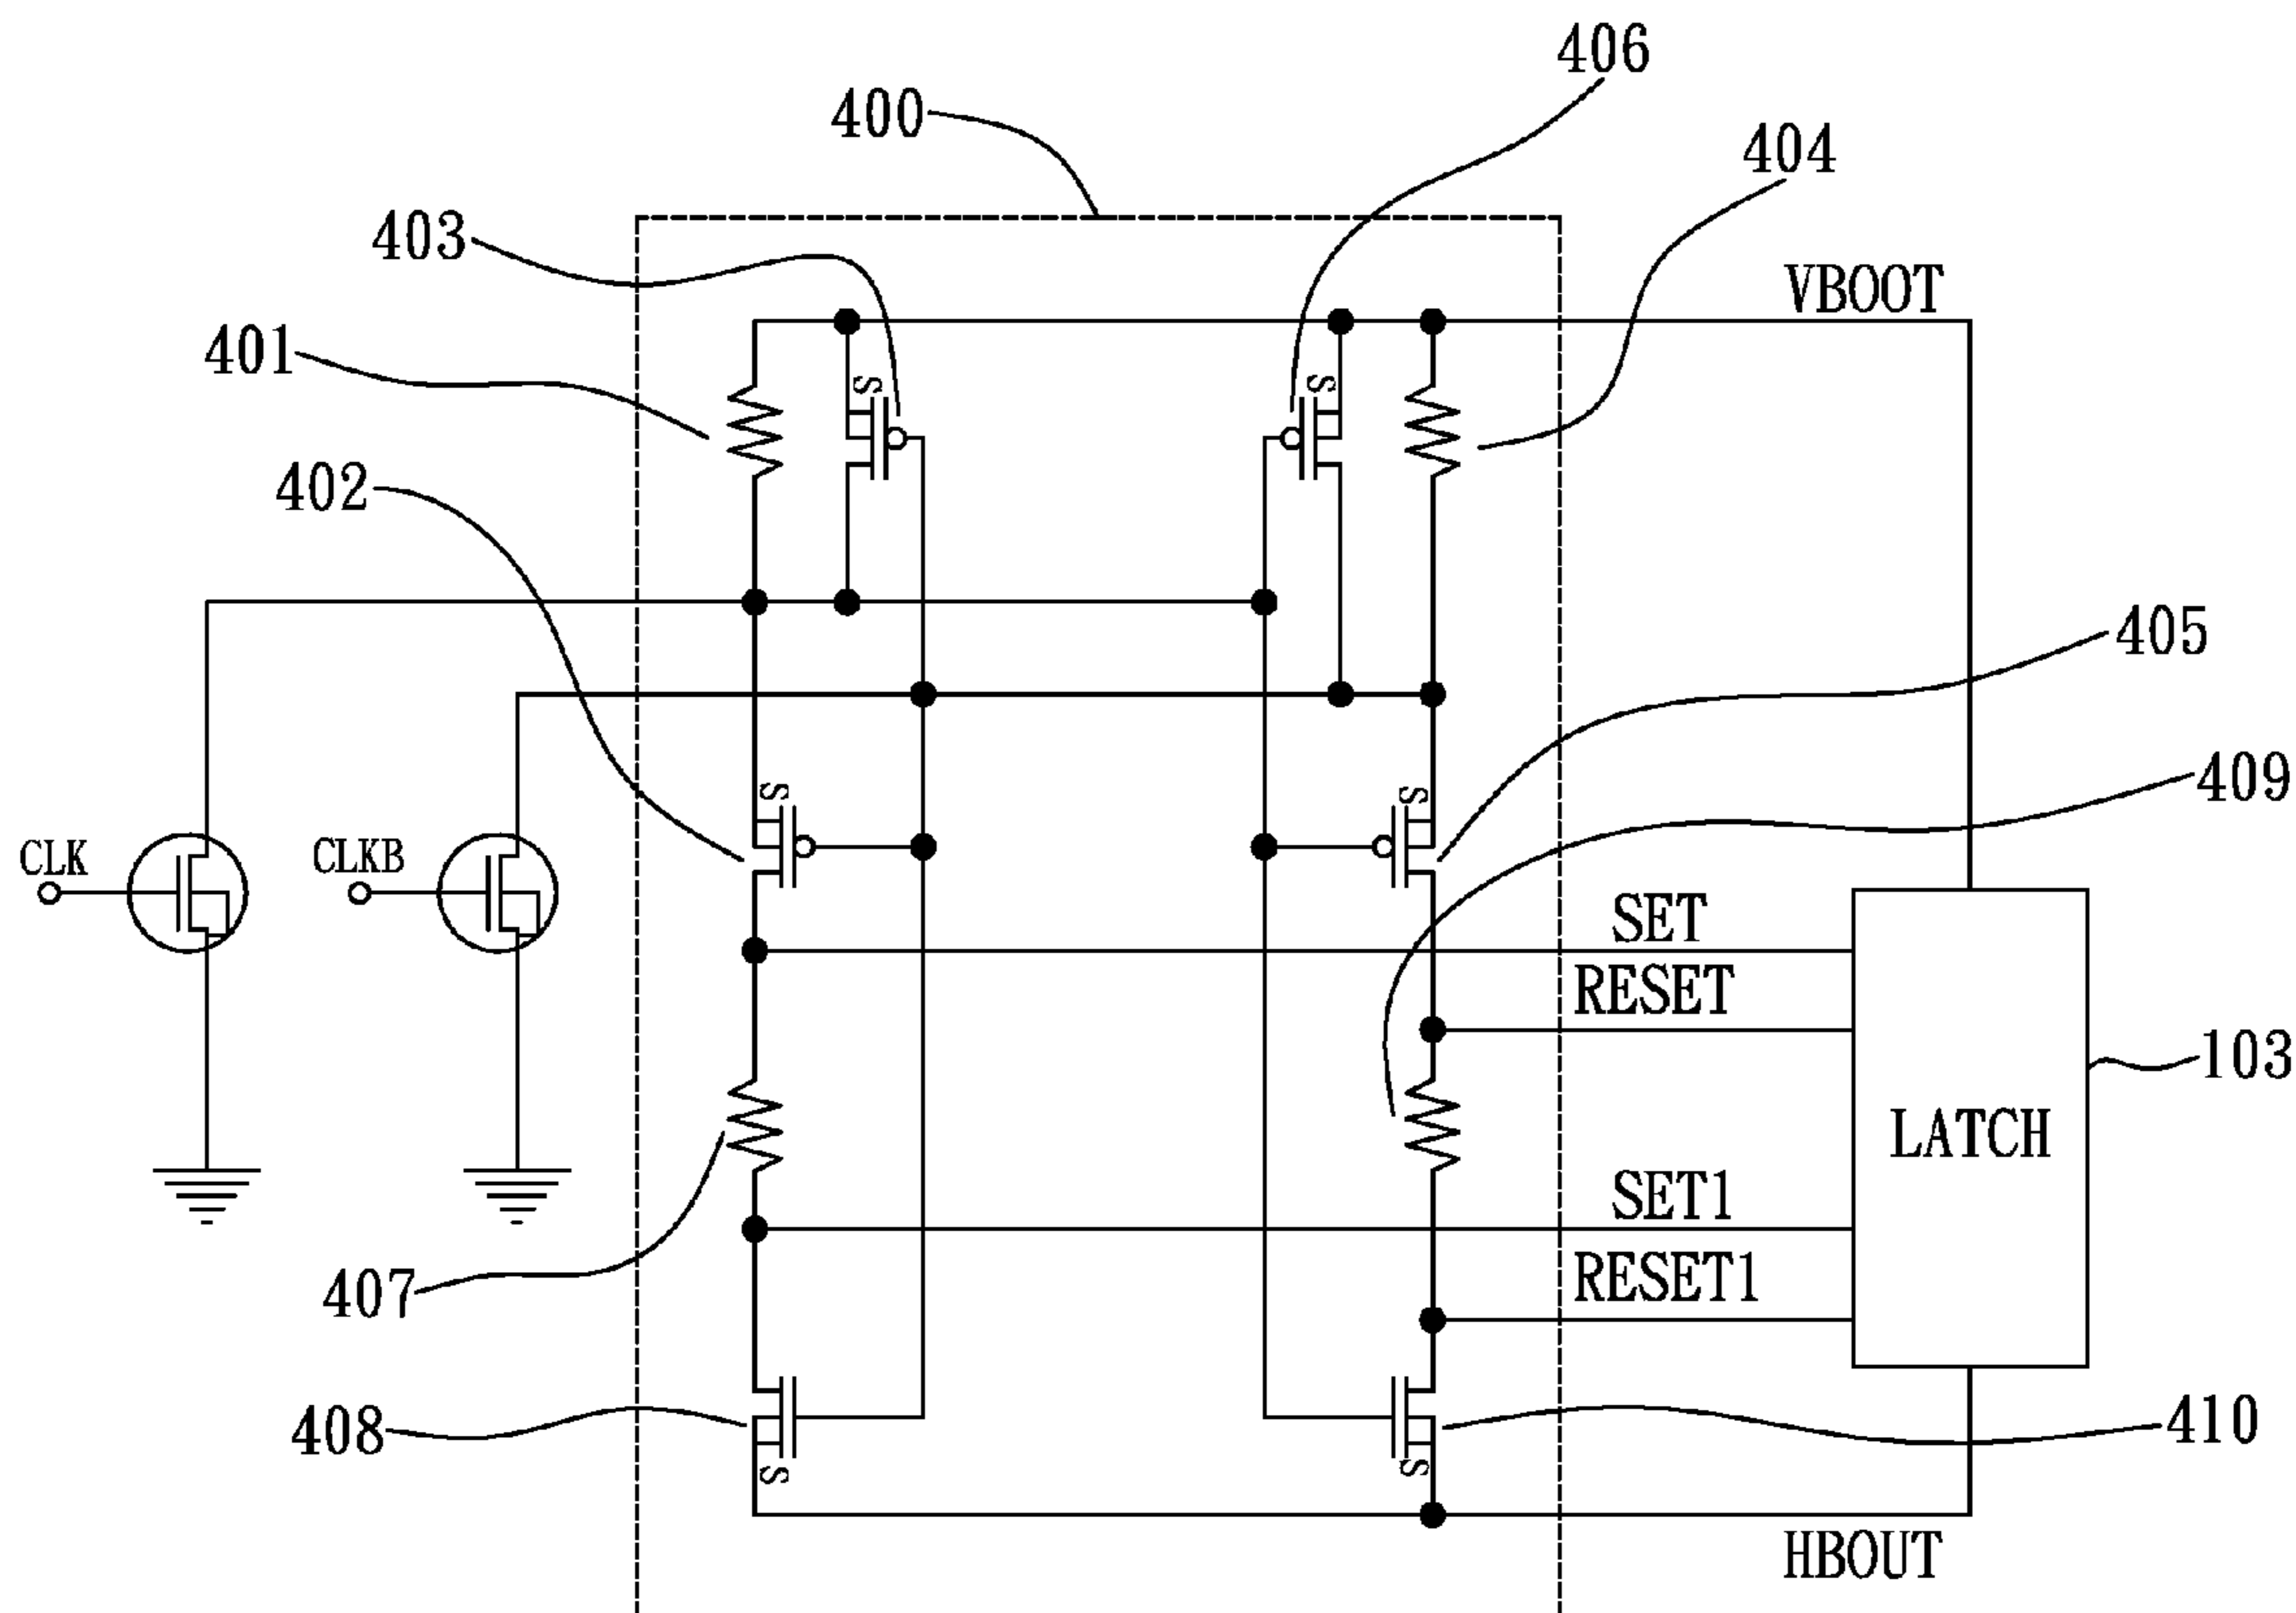 406
400
404
403
VBOOT
401
S
S
402
405
409
S
S
CLK
CLKB
SET
RESET
103
LATCH
SET1
RESET1
407
408
410
S
S
HBOUT